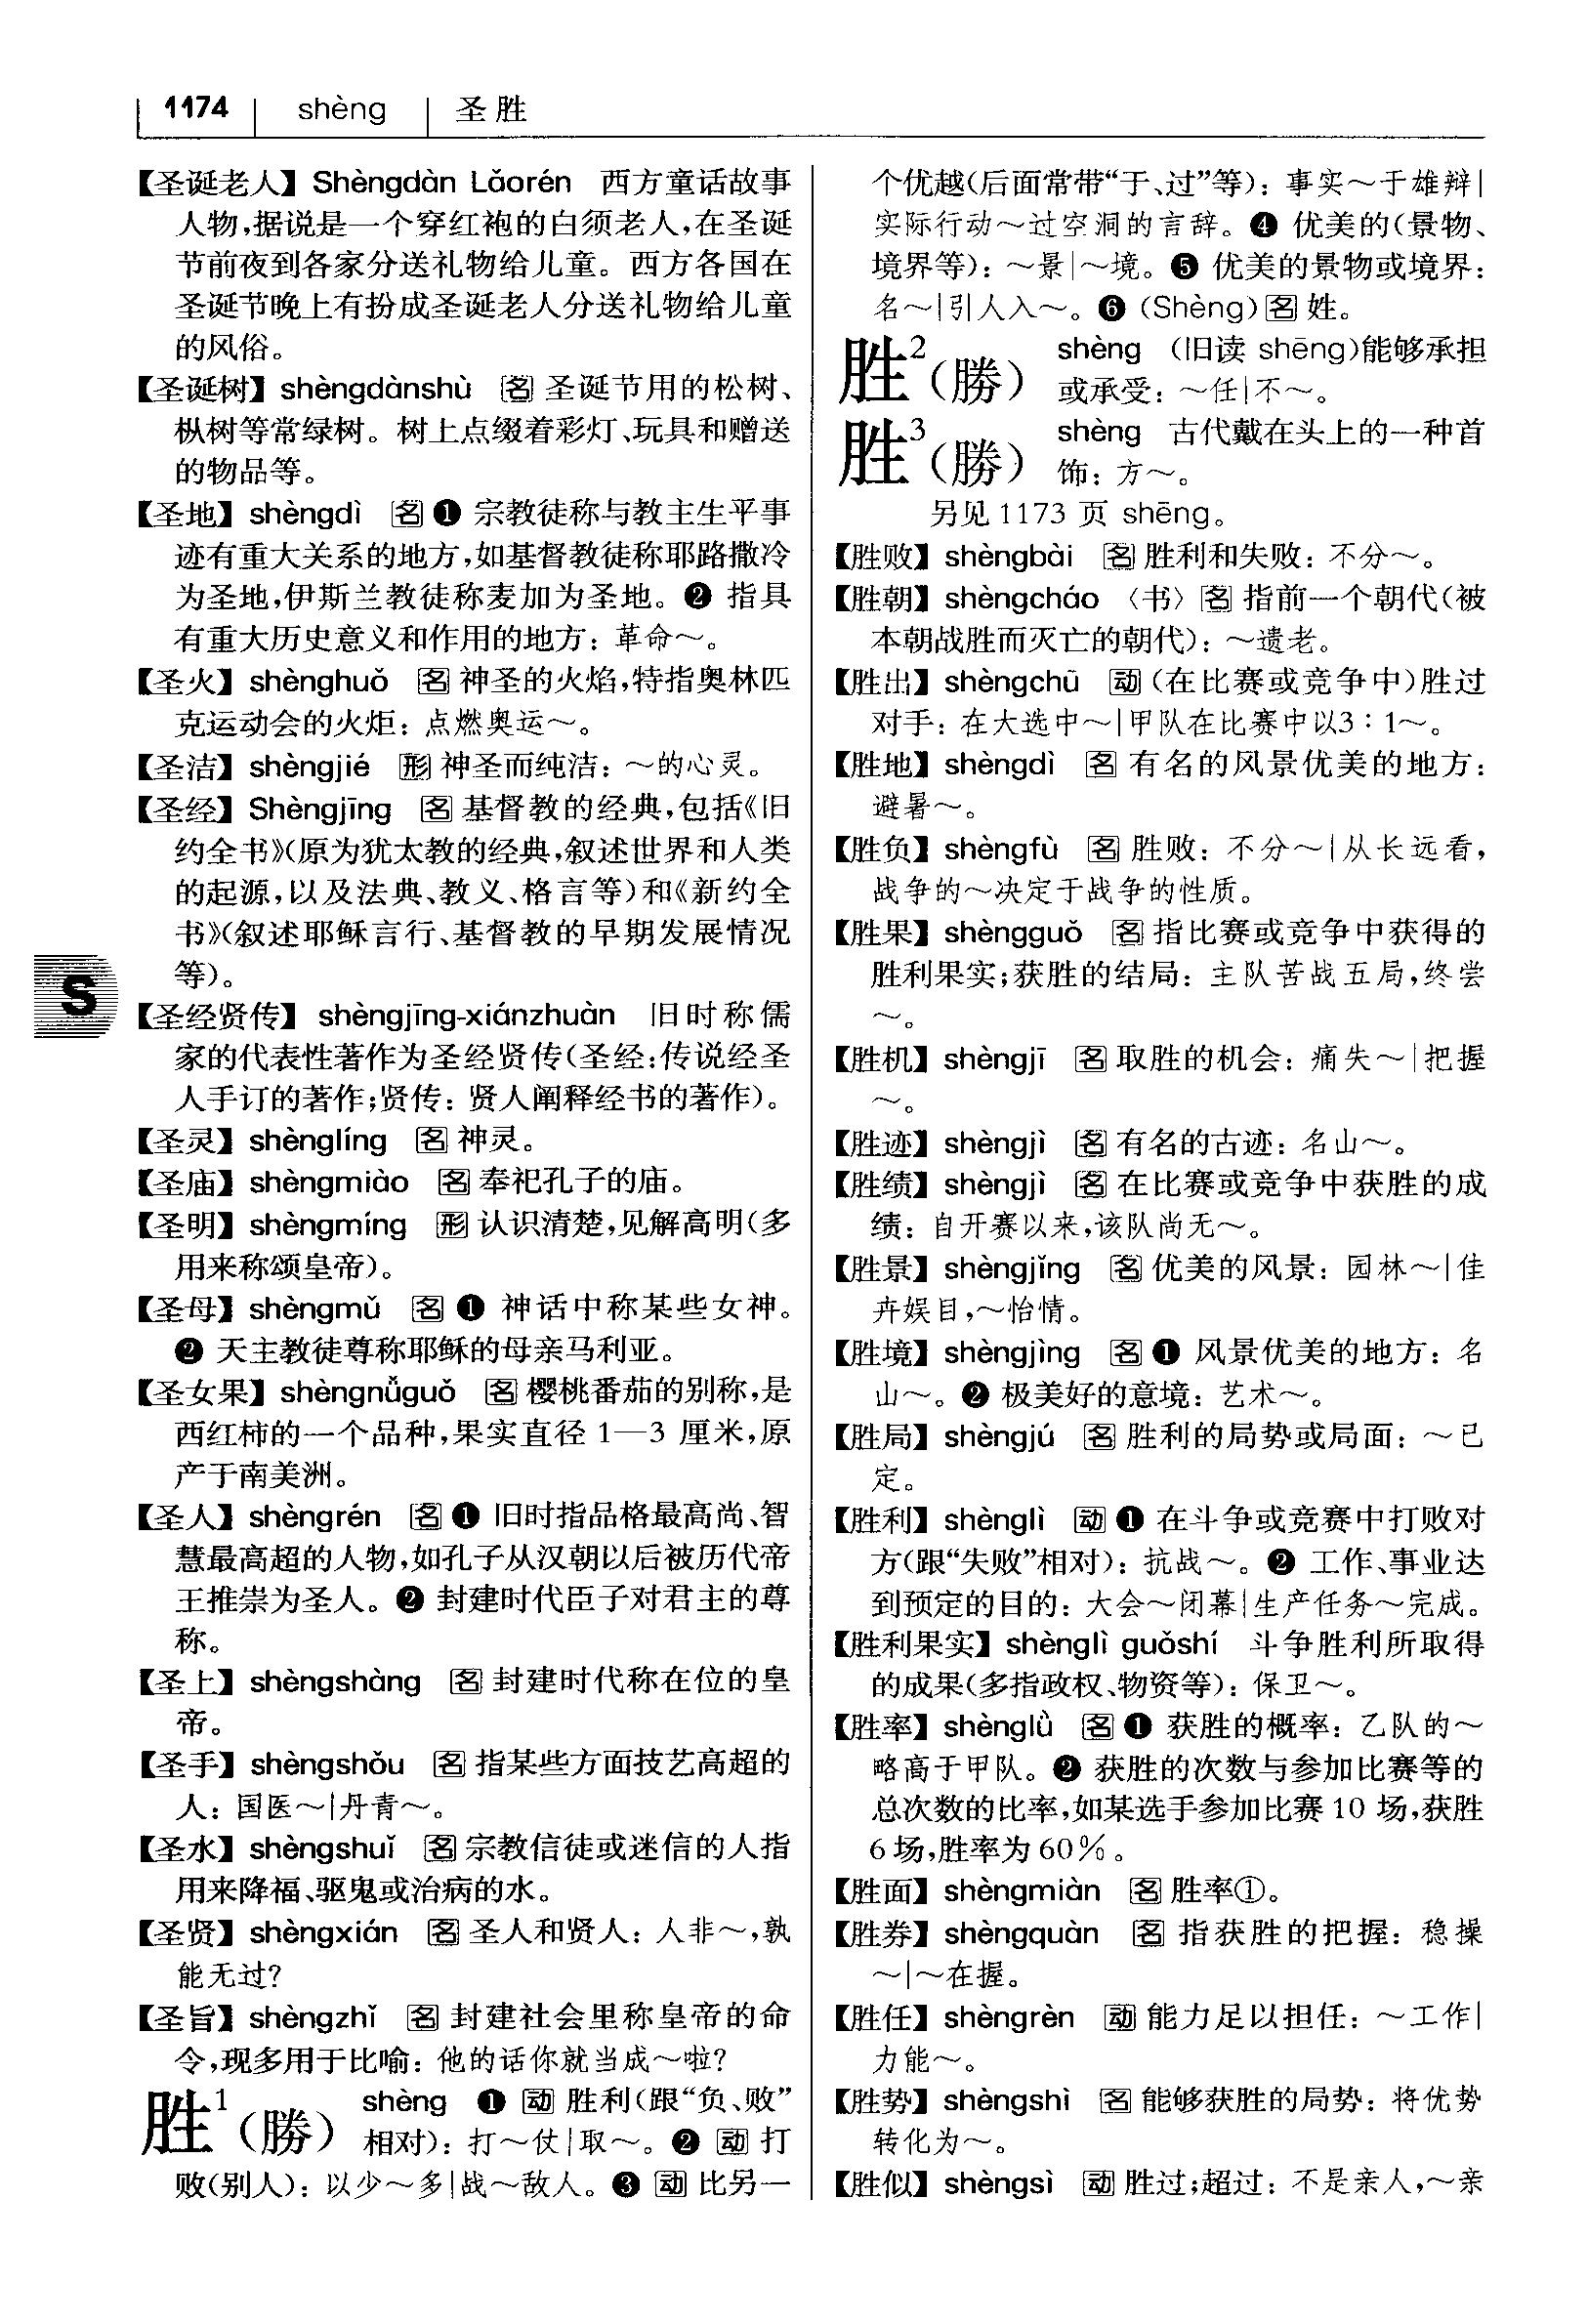 1174 shèng 圣胜
【圣诞老人】 Shèngdàn Lǎorén 西方童话故事
人物,据说是一个穿红袍的白须老人,在圣诞
节前夜到各家分送礼物给儿童。西方各国在
圣诞节晚上有扮成圣诞老人分送礼物给儿童
的风俗。
【圣诞树】 shèngdànshù 名 圣诞节用的松树、
枞树等常绿树。树上点缀着彩灯、玩具和赠送
的物品等。
【圣地】 shèngdì 名 ❶ 宗教徒称与教主生平事
迹有重大关系的地方,如基督教徒称耶路撒冷
为圣地,伊斯兰教徒称麦加为圣地。❷ 指具
有重大历史意义和作用的地方: 革命～。
【圣火】 shènghuǒ 名 神圣的火焰,特指奥林匹
克运动会的火炬: 点燃奥运～。
【圣洁】 shèngjié 形 神圣而纯洁: ～的心灵。
【圣经】 Shèngjīng 名 基督教的经典,包括《旧
约全书》(原为犹太教的经典,叙述世界和人类
的起源,以及法典、教义、格言等)和《新约全
书》(叙述耶稣言行、基督教的早期发展情况
等)。
【圣经贤传】 shèngjīng-xiánzhuàn 旧时称儒
家的代表性著作为圣经贤传(圣经:传说经圣
人手订的著作;贤传: 贤人阐释经书的著作)。
【圣灵】 shènglíng 名 神灵。
【圣庙】 shèngmiào 名 奉祀孔子的庙。
【圣明】 shèngmíng 形 认识清楚,见解高明(多
用来称颂皇帝)。
【圣母】 shèngmǔ 名 ❶ 神话中称某些女神。
❷ 天主教徒尊称耶稣的母亲马利亚。
【圣女果】 shèngnǚguǒ 名 樱桃番茄的别称,是
西红柿的一个品种,果实直径 1—3 厘米,原
产于南美洲。
【圣人】 shèngrén 名 ❶ 旧时指品格最高尚、智
慧最高超的人物,如孔子从汉朝以后被历代帝
王推崇为圣人。❷ 封建时代臣子对君主的尊
称。
【圣上】 shèngshàng 名 封建时代称在位的皇
帝。
【圣手】 shèngshǒu 名 指某些方面技艺高超的
人: 国医～|丹青～。
【圣水】 shèngshuǐ 名 宗教信徒或迷信的人指
用来降福、驱鬼或治病的水。
【圣贤】 shèngxián 名 圣人和贤人: 人非～,孰
能无过?
【圣旨】 shèngzhǐ 名 封建社会里称皇帝的命
令,现多用于比喻: 他的话你就当成～啦?
胜¹(勝) shèng ❶ 动 胜利(跟“负、败”
相对): 打～仗|取～。❷ 动 打
败(别人): 以少～多|战～敌人。❸ 动 比另一
个优越(后面常带“于、过”等): 事实～于雄辩|
实际行动～过空洞的言辞。❹ 优美的(景物、
境界等): ～景|～境。❺ 优美的景物或境界:
名～|引人入～。❻ (Shèng) 名 姓。
胜²(勝) shèng (旧读 shēng)能够承担
或承受: ～任|不～。
胜³(勝) shèng 古代戴在头上的一种首
饰: 方～。
另见 1173 页 shēng。
【胜败】 shèngbài 名 胜利和失败: 不分～。
【胜朝】 shèngcháo 〈书〉 名 指前一个朝代(被
本朝战胜而灭亡的朝代): ～遗老。
【胜出】 shèngchū 动 (在比赛或竞争中)胜过
对手: 在大选中～|甲队在比赛中以3∶1～。
【胜地】 shèngdì 名 有名的风景优美的地方:
避暑～。
【胜负】 shèngfù 名 胜败: 不分～|从长远看,
战争的～决定于战争的性质。
【胜果】 shèngguǒ 名 指比赛或竞争中获得的
胜利果实;获胜的结局: 主队苦战五局,终尝
～。
【胜机】 shèngjī 名 取胜的机会: 痛失～|把握
～。
【胜迹】 shèngjì 名 有名的古迹: 名山～。
【胜绩】 shèngjì 名 在比赛或竞争中获胜的成
绩: 自开赛以来,该队尚无～。
【胜景】 shèngjǐng 名 优美的风景: 园林～|佳
卉娱目,～怡情。
【胜境】 shèngjìng 名 ❶ 风景优美的地方: 名
山～。❷ 极美好的意境: 艺术～。
【胜局】 shèngjú 名 胜利的局势或局面: ～已
定。
【胜利】 shènglì 动 ❶ 在斗争或竞赛中打败对
方(跟“失败”相对): 抗战～。❷ 工作、事业达
到预定的目的: 大会～闭幕|生产任务～完成。
【胜利果实】 shènglì guǒshí 斗争胜利所取得
的成果(多指政权、物资等): 保卫～。
【胜率】 shènglǜ 名 ❶ 获胜的概率: 乙队的～
略高于甲队。❷ 获胜的次数与参加比赛等的
总次数的比率,如某选手参加比赛 10 场,获胜
6 场,胜率为 60%。
【胜面】 shèngmiàn 名 胜率①。
【胜券】 shèngquàn 名 指获胜的把握: 稳操
～|～在握。
【胜任】 shèngrèn 动 能力足以担任: ～工作|
力能～。
【胜势】 shèngshì 名 能够获胜的局势: 将优势
转化为～。
【胜似】 shèngsì 动 胜过;超过: 不是亲人,～亲
S